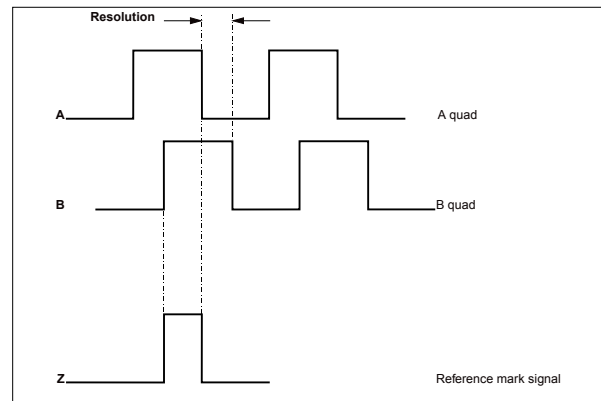 Resolution
A
A quad
B
B quad
Z
Reference mark signal